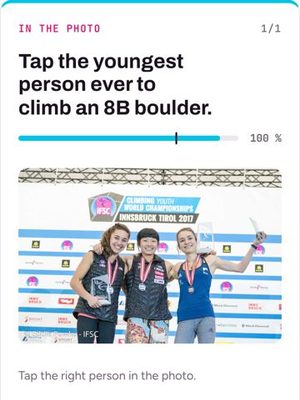 IN THE PHOTO
1/1
Tap the youngest
person ever to
climb an 8B boulder.
100 %
IFSC
CLIMBING YOUTH
WORLD CHAMPIONSHIPS
INNSBRUCK TIROL 2017
- IFSC
Tap the right person in the photo.